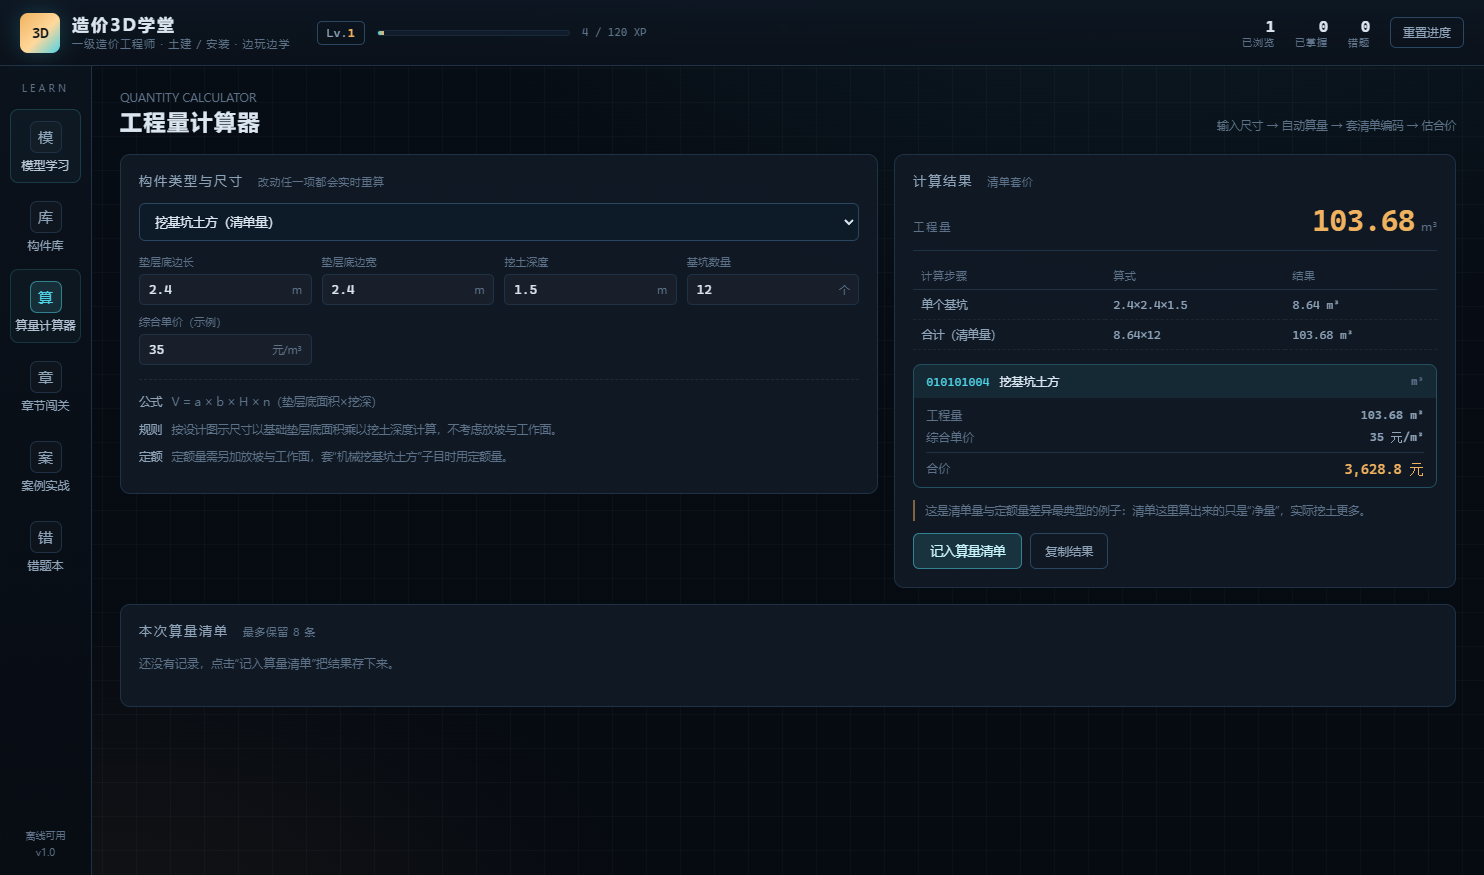 3D
造价3D学堂
一级造价工程师 · 土建 / 安装 · 边玩边学
Lv.1
4 / 120 XP
1
已浏览
0
已掌握
0
错题
重置进度
LEARN
模
模型学习
库
构件库
算
算量计算器
章
章节闯关
案
案例实战
错
错题本
离线可用
v1.0
QUANTITY CALCULATOR
工程量计算器
输入尺寸 → 自动算量 → 套清单编码 → 估合价
构件类型与尺寸 改动任一项都会实时重算
挖基坑土方（清单量）
垫层底边长 垫层底边宽 挖土深度 基坑数量
2.4 m 2.4 m 1.5 m 12 个
综合单价（示例）
35 元/m³
公式 V = a × b × H × n（垫层底面积×挖深）
规则 按设计图示尺寸以基础垫层底面积乘以挖土深度计算，不考虑放坡与工作面。
定额 定额量需另加放坡与工作面，套“机械挖基坑土方”子目时用定额量。
计算结果 清单套价
工程量 103.68 m³
计算步骤 算式 结果
单个基坑 2.4×2.4×1.5 8.64 m³
合计（清单量） 8.64×12 103.68 m³
010101004 挖基坑土方 m³
工程量 103.68 m³
综合单价 35 元/m³
合价 3,628.8 元
这是清单量与定额量差异最典型的例子：清单这里算出来的只是“净量”，实际挖土更多。
记入算量清单 复制结果
本次算量清单 最多保留 8 条
还没有记录，点击“记入算量清单”把结果存下来。